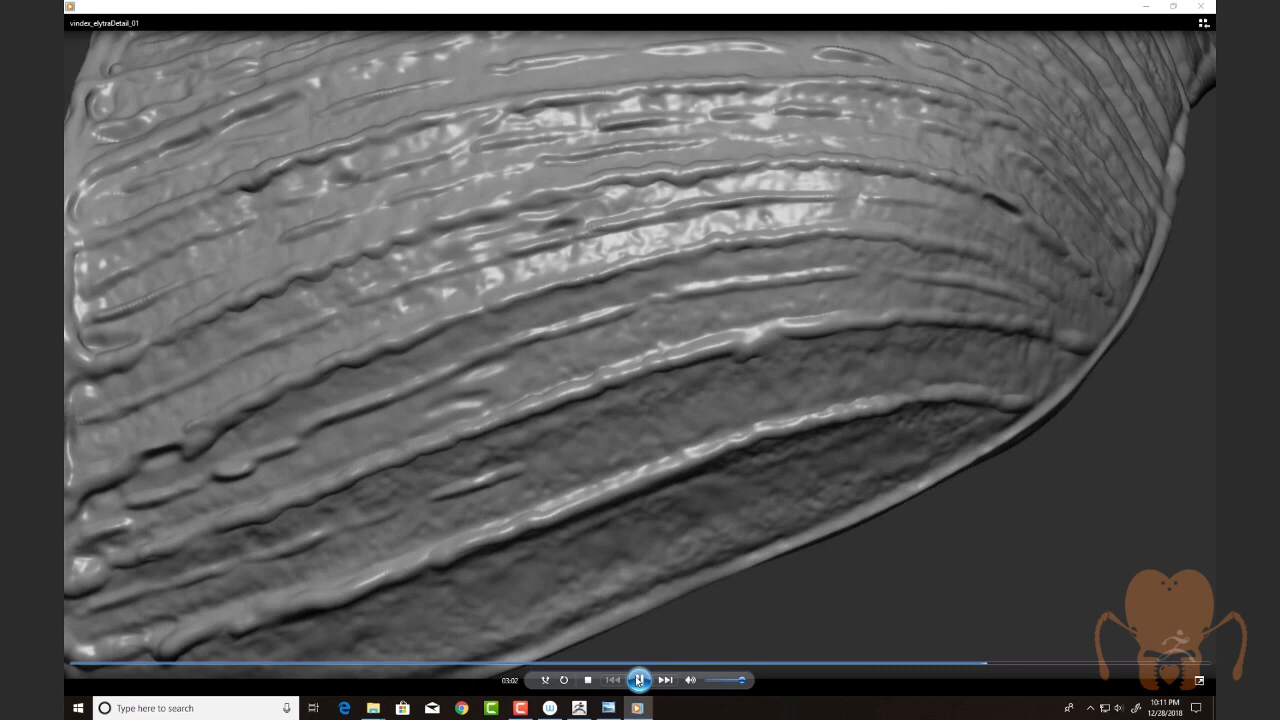 vindex_elytraDetail_01
03:02
Type here to search
10:11 PM
12/28/2018